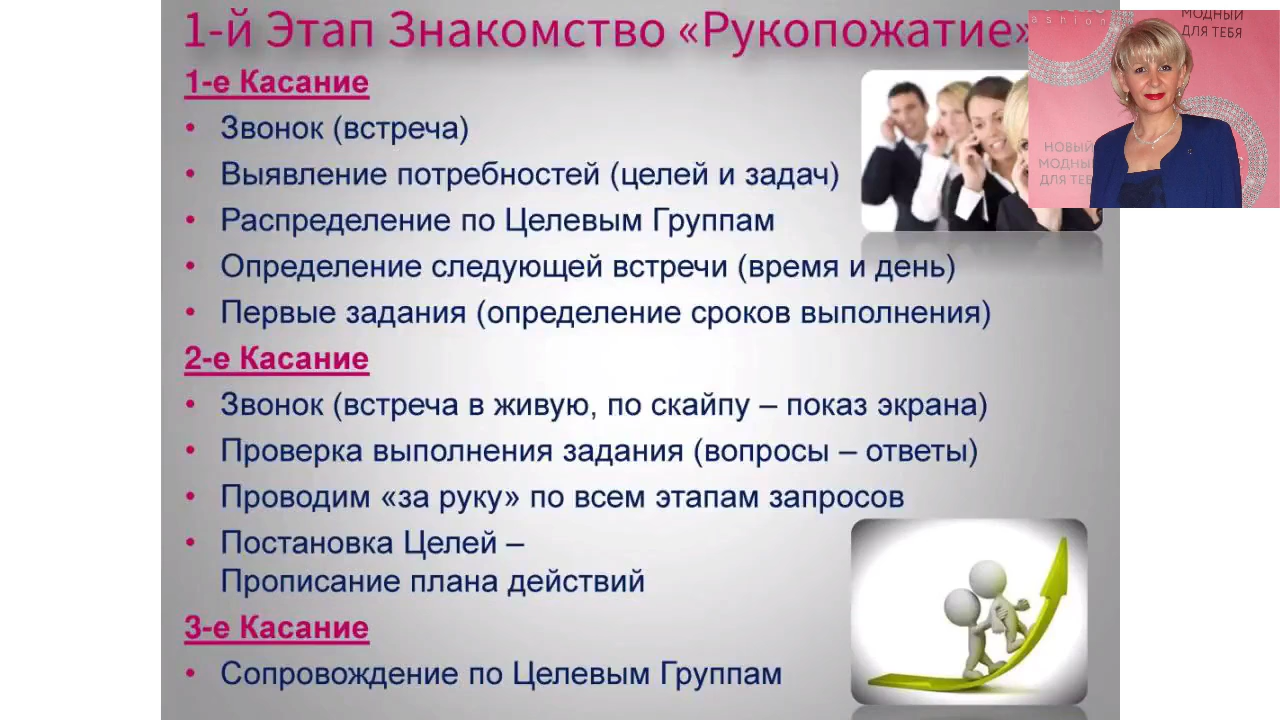 1-й Этап Знакомство «Рукопожатие»
1-е Касание
• Звонок (встреча)
• Выявление потребностей (целей и задач)
• Распределение по Целевым Группам
• Определение следующей встречи (время и день)
• Первые задания (определение сроков выполнения)
2-е Касание
• Звонок (встреча в живую, по скайпу – показ экрана)
• Проверка выполнения задания (вопросы – ответы)
• Проводим «за руку» по всем этапам запросов
• Постановка Целей –
Прописание плана действий
3-е Касание
• Сопровождение по Целевым Группам
ashion
МОДНЫЙ
ДЛЯ ТЕБЯ
НОВЫЙ
МОДНЫ
ДЛЯ ТЕБ